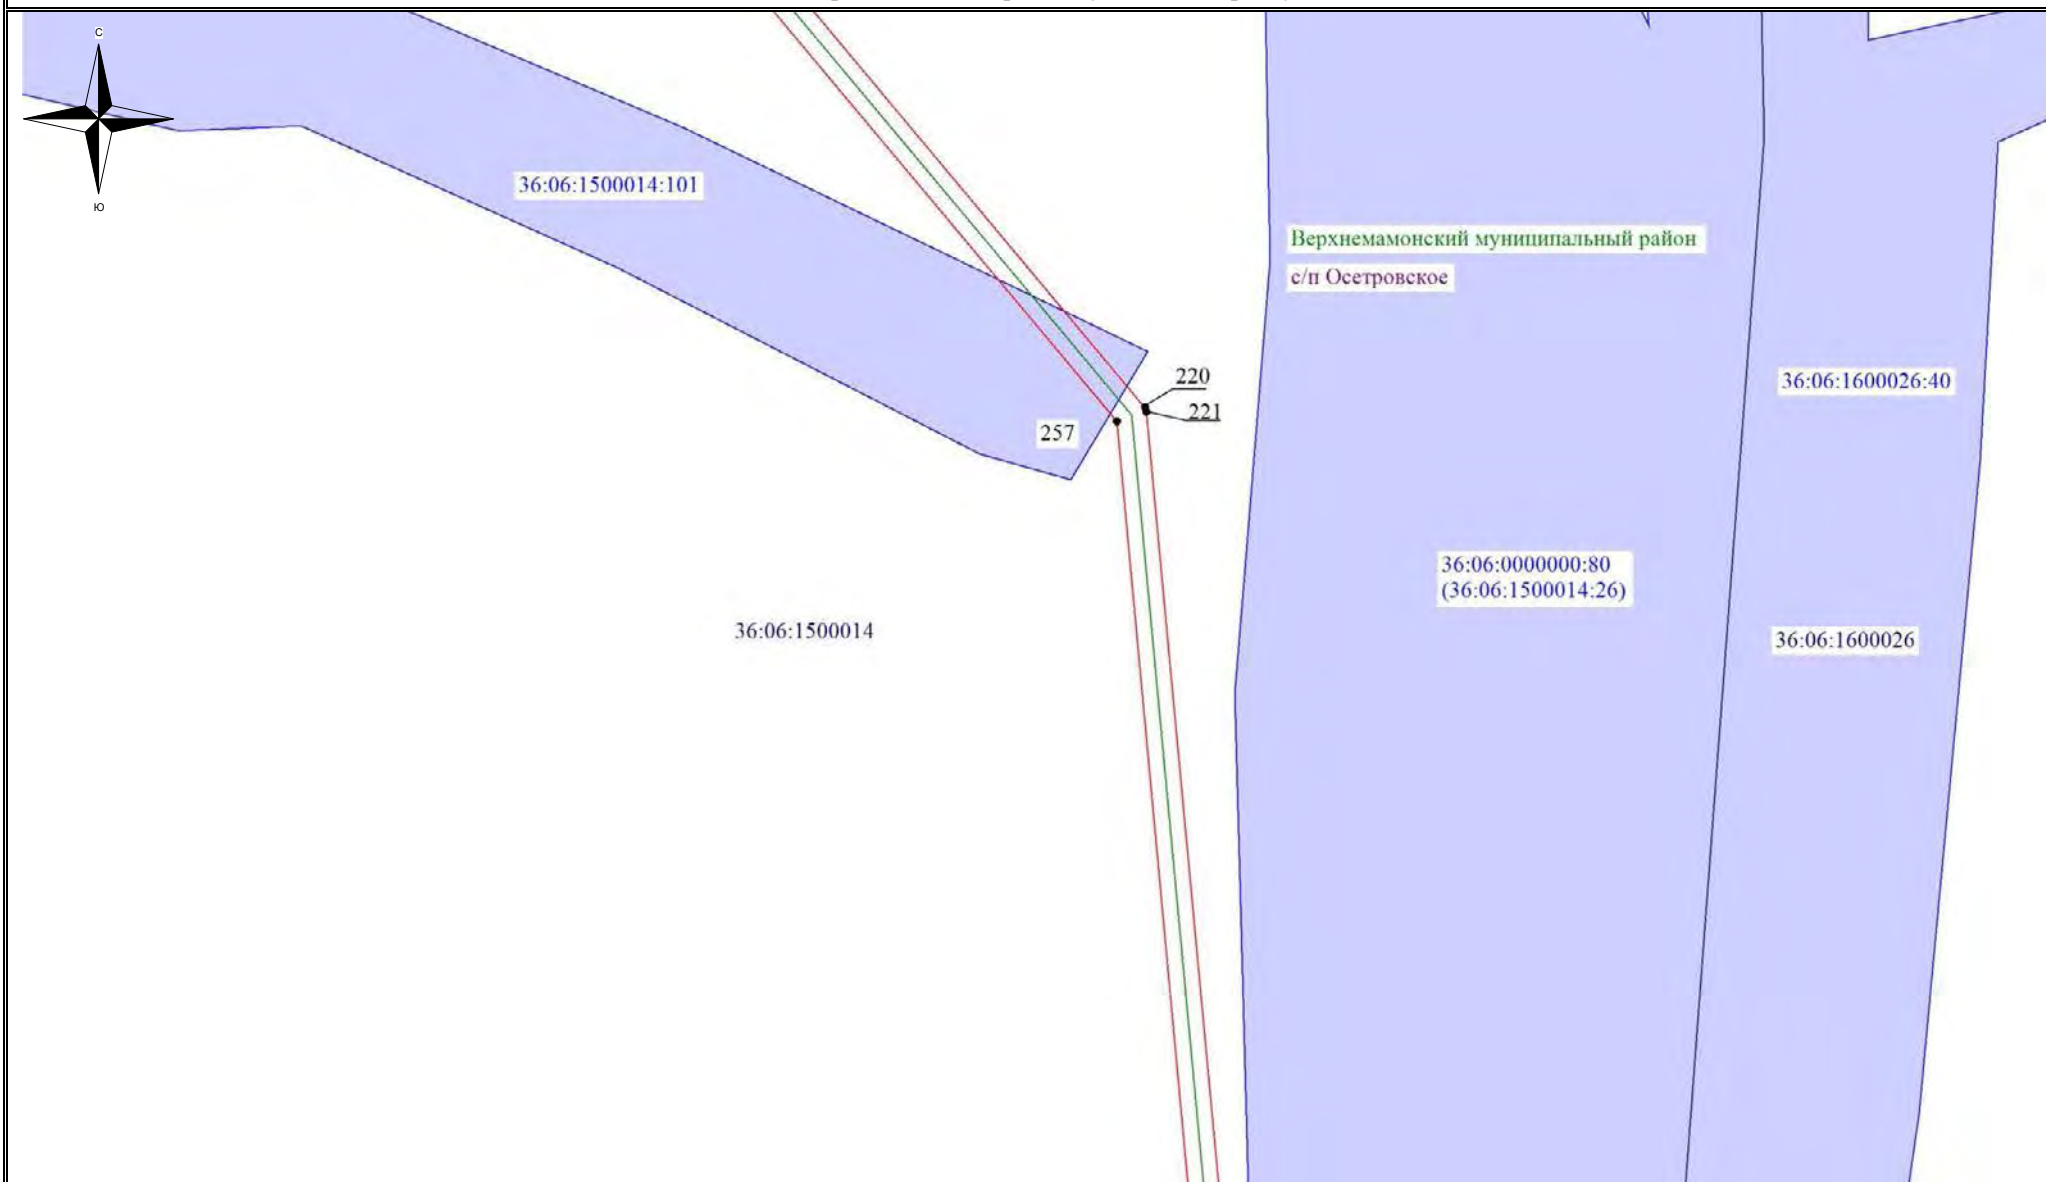 С
Ю
36:06:1500014:101
Верхнемамонский муниципальный район
с/п Осетровское
220
221
257
36:06:1600026:40
36:06:0000000:80
(36:06:1500014:26)
36:06:1500014
36:06:1600026